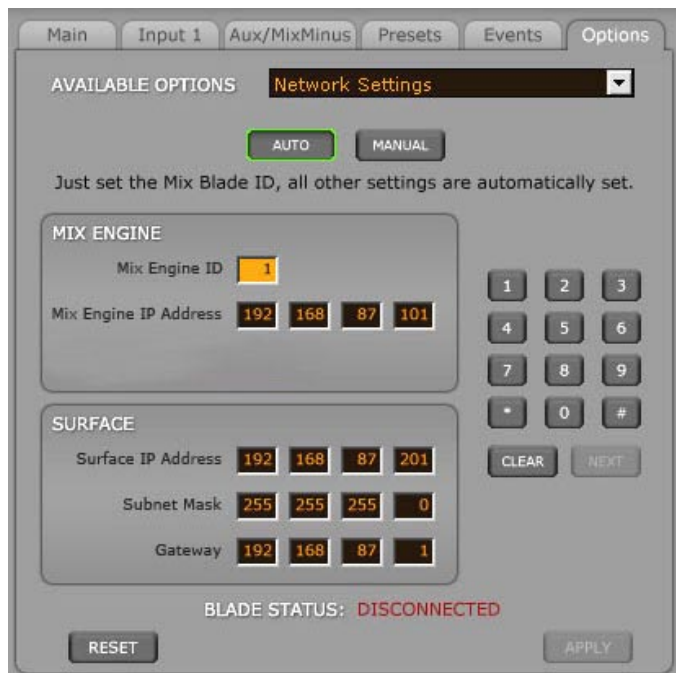 Main Input 1 Aux/MixMinus Presets Events Options
AVAILABLE OPTIONS Network Settings
AUTO MANUAL
Just set the Mix Blade ID, all other settings are automatically set.
MIX ENGINE
Mix Engine ID 1
Mix Engine IP Address 192 168 87 101
1 2 3
4 5 6
7 8 9
* 0 #
CLEAR NEXT
SURFACE
Surface IP Address 192 168 87 201
Subnet Mask 255 255 255 0
Gateway 192 168 87 1
BLADE STATUS: DISCONNECTED
RESET APPLY